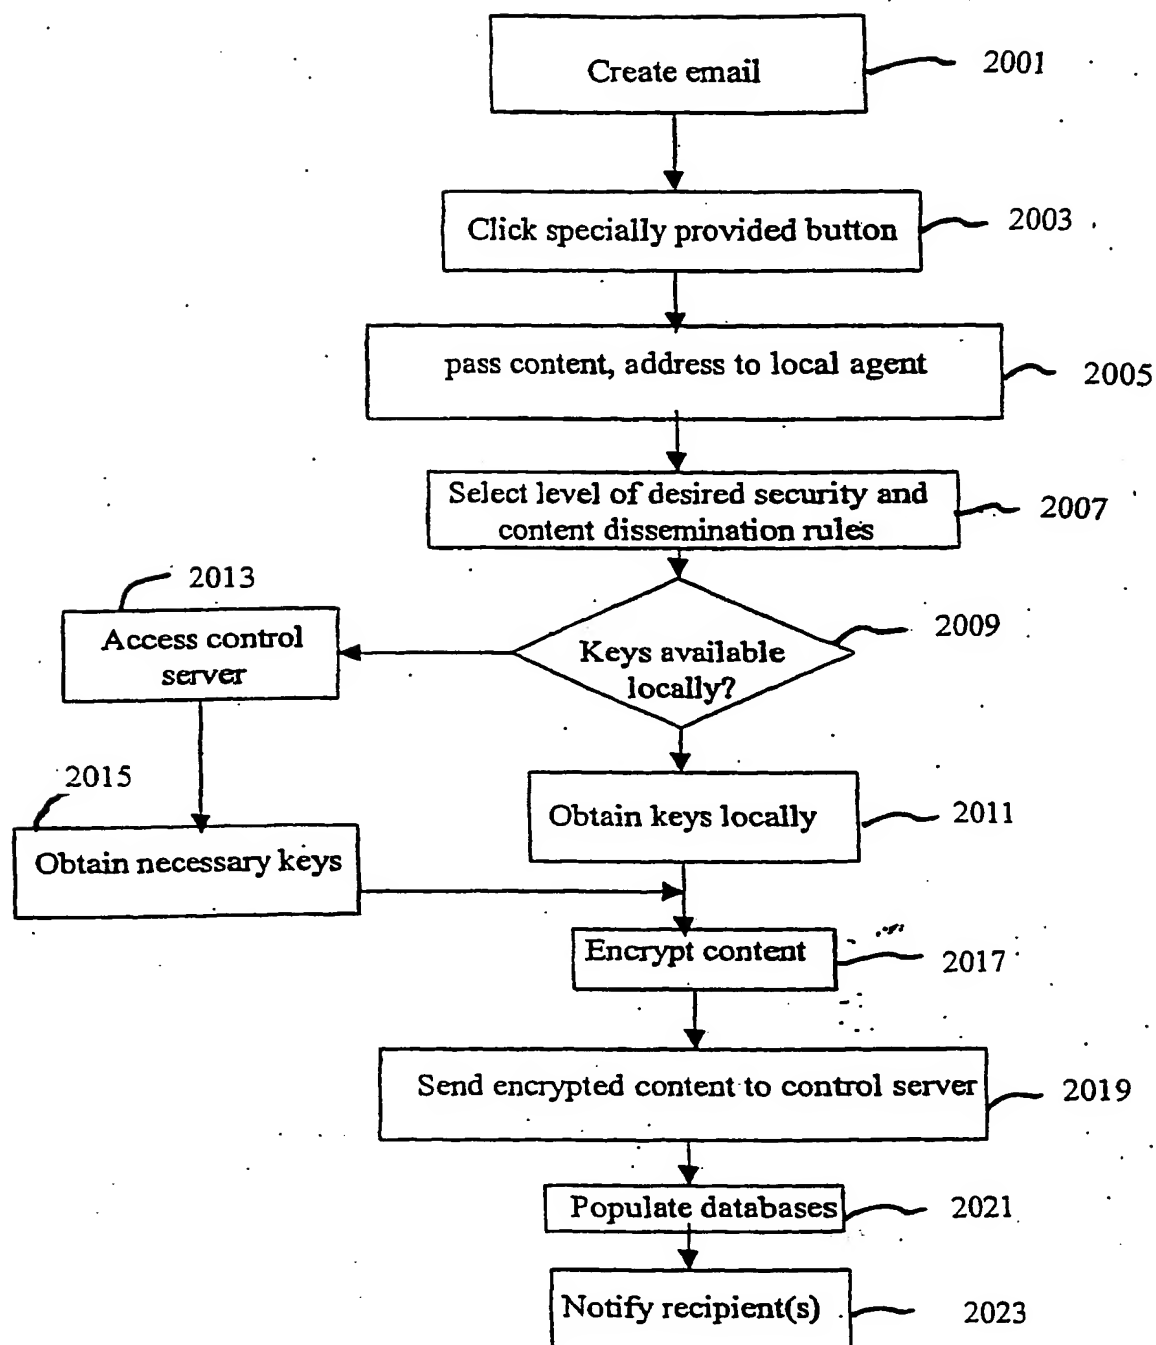 Create email
2001
Click specially provided button
2003
pass content, address to local agent
2005
Select level of desired security and
content dissemination rules
2007
2013
Access control
server
Keys available
locally?
2009
2015
Obtain necessary keys
Obtain keys locally
2011
Encrypt content
2017
Send encrypted content to control server
2019
Populate databases
2021
Notify recipient(s)
2023